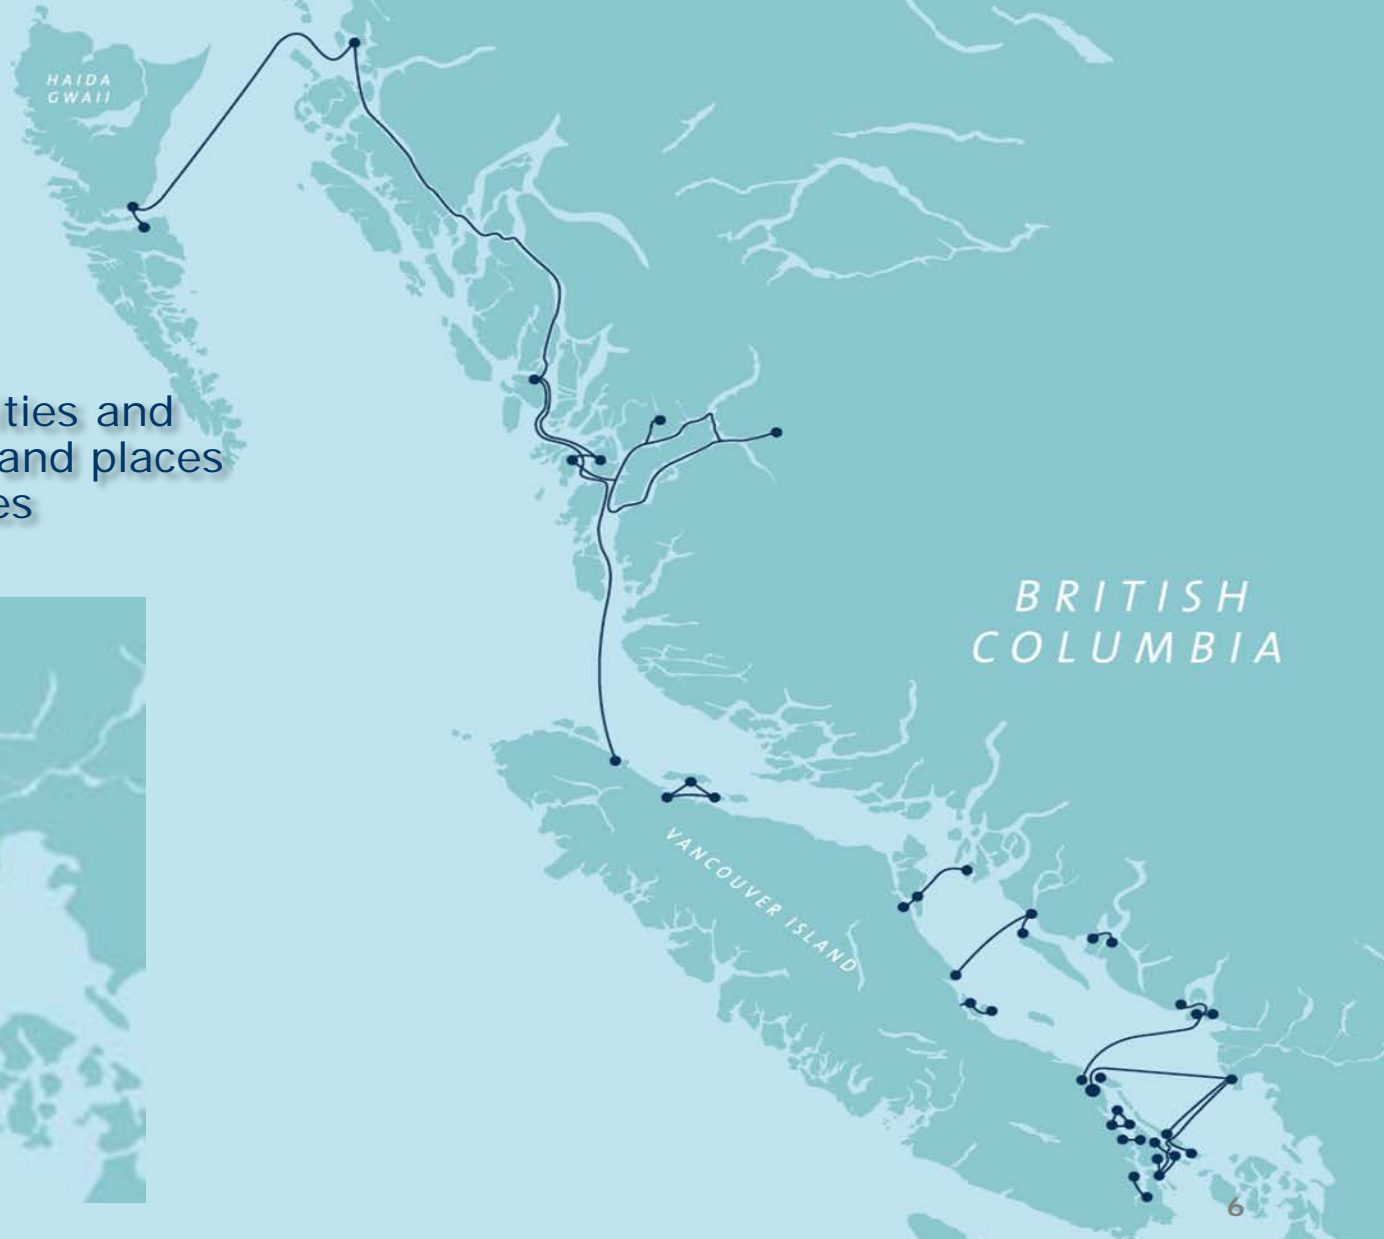 HAIDA
GWAII
ties and
and places
es
BRITISH
COLUMBIA
VANCOUVER ISLAND
6